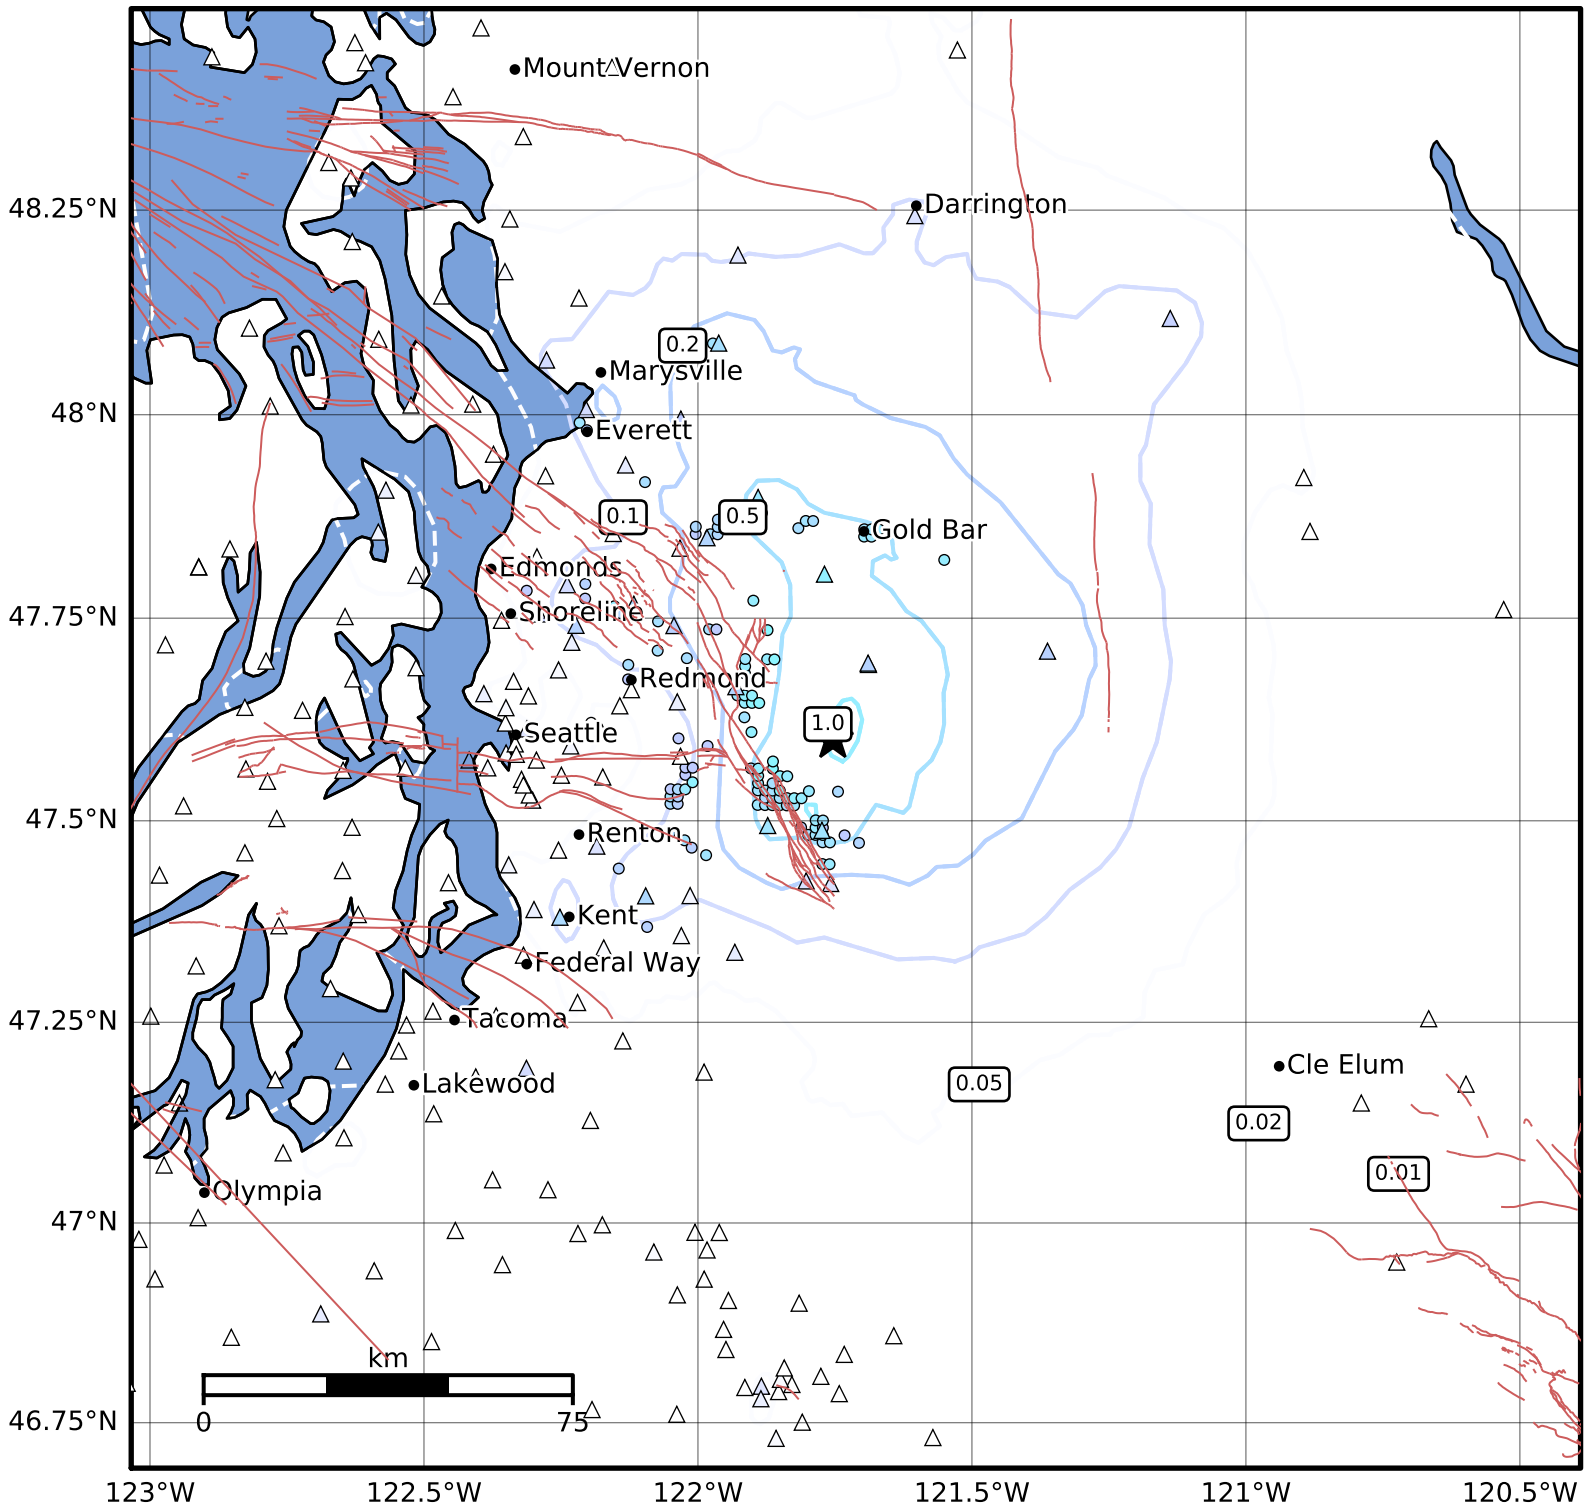 Mount Vernon
48.25°N
Darrington
0.2
Marysville
48°N
Everett
0.1
0.5
Gold Bar
Edmonds
47.75°N
Shoreline
Redmond
Seattle
1.0
47.5°N
Renton
Kent
Federal Way
47.25°N
Tacoma
Lakewood
0.05
Cle Elum
0.02
0.01
Olympia
47°N
km
0
75
46.75°N
123°W
122.5°W
122°W
121.5°W
121°W
120.5°W